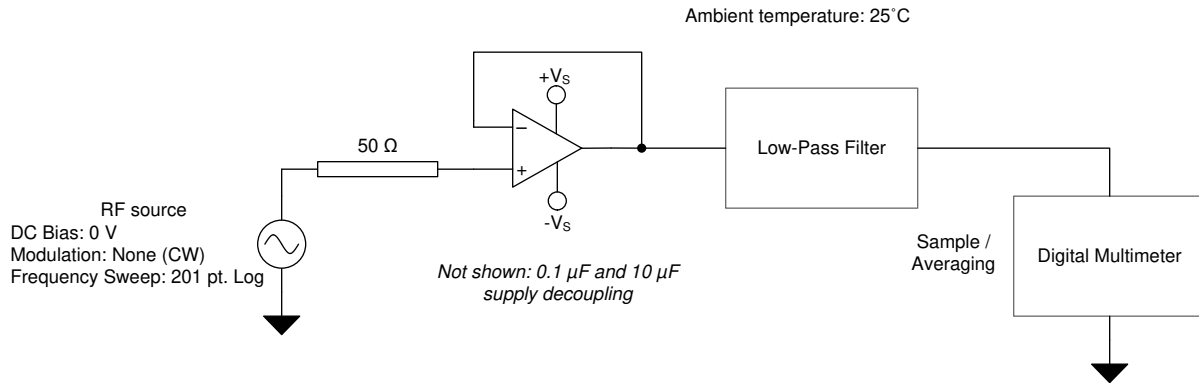 Ambient temperature: 25˚C
+VS
50 Ω
−
+
Low-Pass Filter
-VS
RF source
DC Bias: 0 V
Modulation: None (CW)
Frequency Sweep: 201 pt. Log
Not shown: 0.1 µF and 10 µF
supply decoupling
Sample /
Averaging
Digital Multimeter